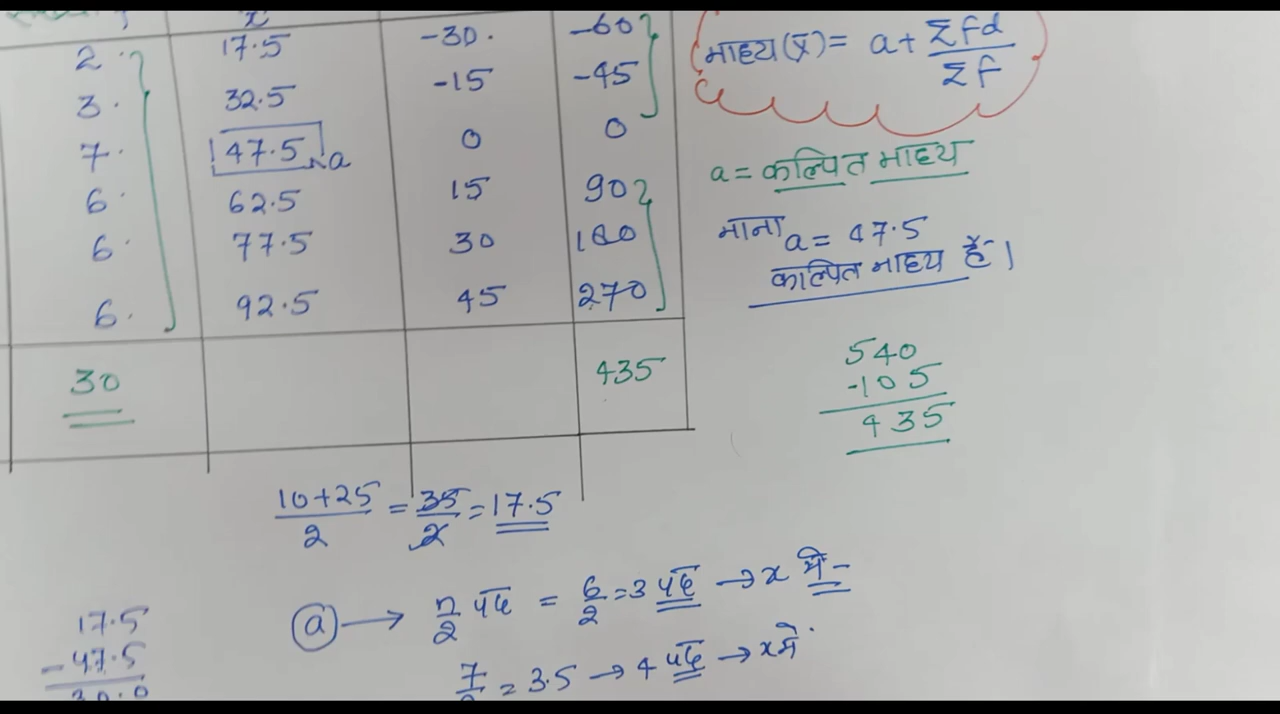 x
2 17.5 -30 -60
3 32.5 -15 -45
7 47.5 a 0 0
6 62.5 15 90
6 77.5 30 180
6 92.5 45 270
30 435
माध्य (x̄) = a + Σfd / Σf
a = कल्पित माध्य
माना a = 47.5
काल्पित माध्य हैं।
540
-105
435
10+25 / 2 = 35 / 2 = 17.5
a → n/2 पद = 6/2 = 3 पद → x में
7/2 = 3.5 → 4 पद → x में
17.5
-47.5
30.0